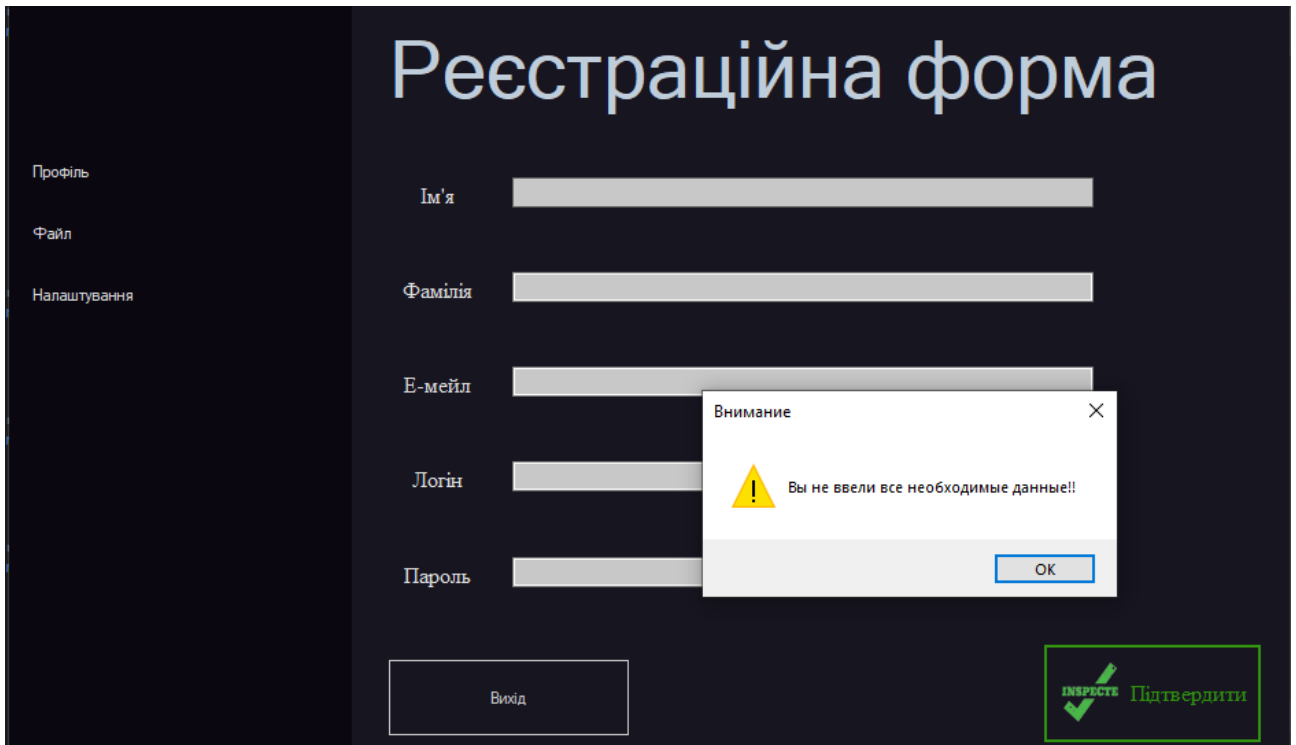 Реєстраційна форма
Профіль
Файл
Налаштування
Ім'я
Фамілія
Е-мейл
Логін
Пароль
Внимание
Вы не ввели все необходимые данные!!
ОК
Вихід
INSPECTE
Підтвердити